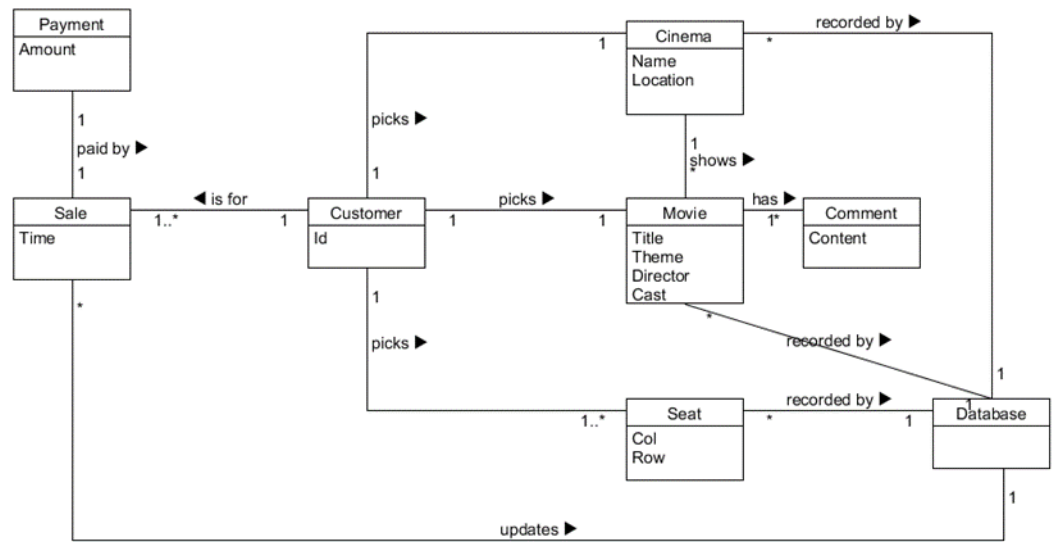 Payment
Amount
1
paid by ▶
1
Sale
Time
1..*
◀ is for
1
Customer
Id
1
picks ▶
1
1
picks ▶
1
Cinema
Name
Location
*
recorded by ▶
1
1
shows ▶
*
Movie
Title
Theme
Director
Cast
has ▶
1*
Comment
Content
*
recorded by ▶
1
1
picks ▶
1..*
Seat
Col
Row
recorded by ▶
*
1
Database
*
updates ▶
1